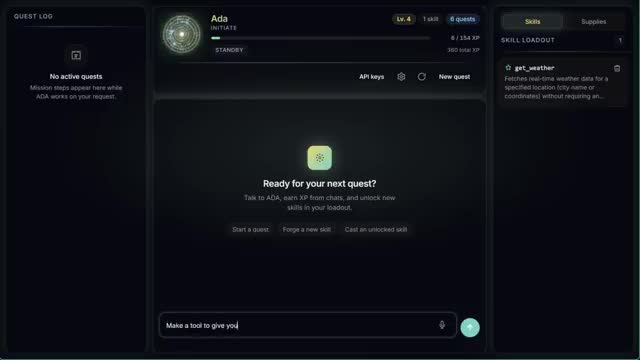 QUEST LOG
No active quests
Mission steps appear here while
ADA works on your request.
Ada
INITIATE
Lv. 4
1 skill
6 quests
6 / 154 XP
STANDBY
360 total XP
API keys
New quest
Ready for your next quest?
Talk to ADA, earn XP from chats, and unlock new
skills in your loadout.
Start a quest
Forge a new skill
Cast an unlocked skill
Make a tool to give you
Skills
Supplies
SKILL LOADOUT
1
get_weather
Fetches real-time weather data for a
specified location (city name or
coordinates) without requiring an...